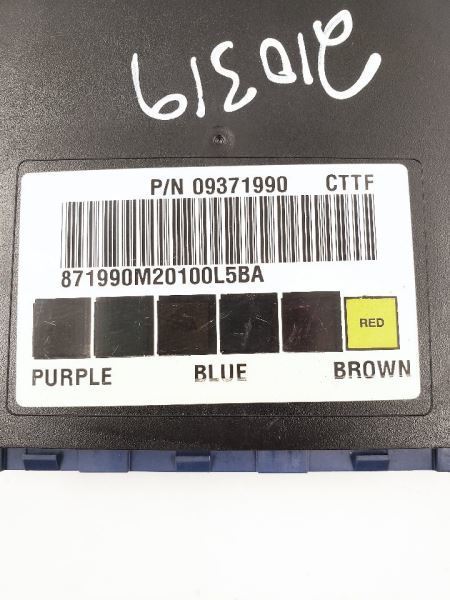 210319
P/N 09371990 CTTF
871990M20100L5BA
RED
PURPLE BLUE BROWN